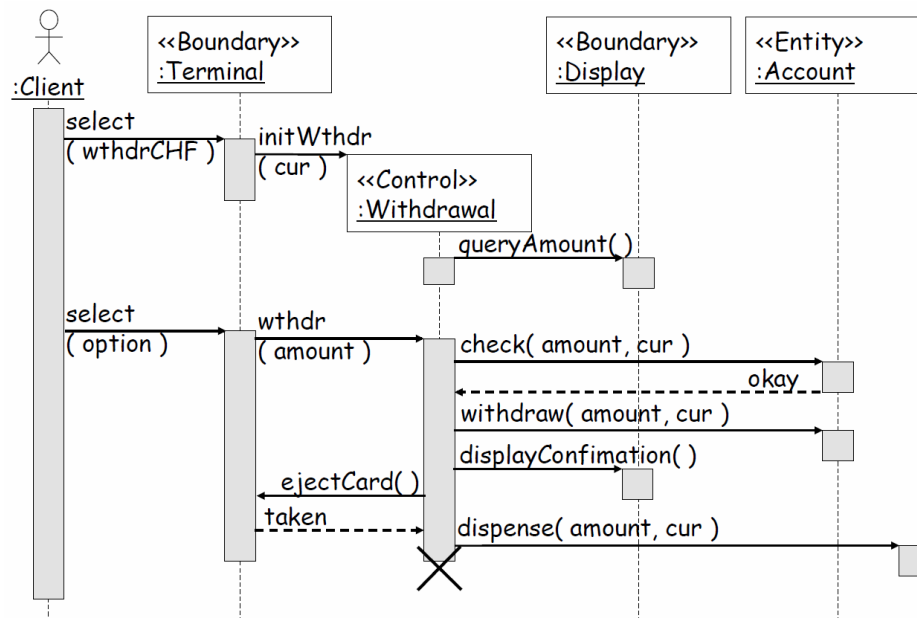 <<Boundary>>
:Terminal
<<Boundary>>
:Display
<<Entity>>
:Account
:Client
select
( wthdrCHF )
initWthdr
( cur )
<<Control>>
:Withdrawal
queryAmount( )
select
( option )
wthdr
( amount )
check( amount, cur )
okay
withdraw( amount, cur )
displayConfimation( )
ejectCard( )
taken
dispense( amount, cur )